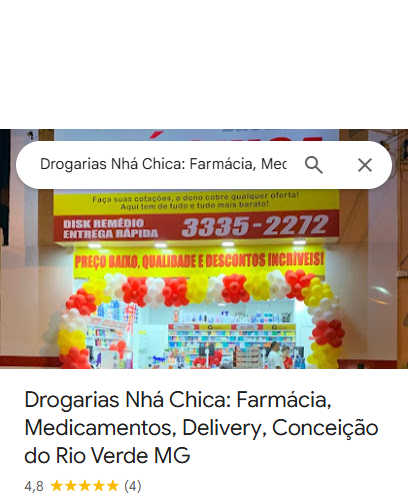 Drogarias Nhá Chica: Farmácia, Med
Faça suas cotações, o dono cobre qualquer oferta!
Aqui tem de tudo e tudo mais barato!
DISK REMÉDIO
ENTREGA RÁPIDA
3335-2272
PREÇO BAIXO, QUALIDADE E DESCONTOS INCRÍVEIS!
Drogarias Nhá Chica: Farmácia,
Medicamentos, Delivery, Conceição
do Rio Verde MG
4,8 ★★★★★ (4)